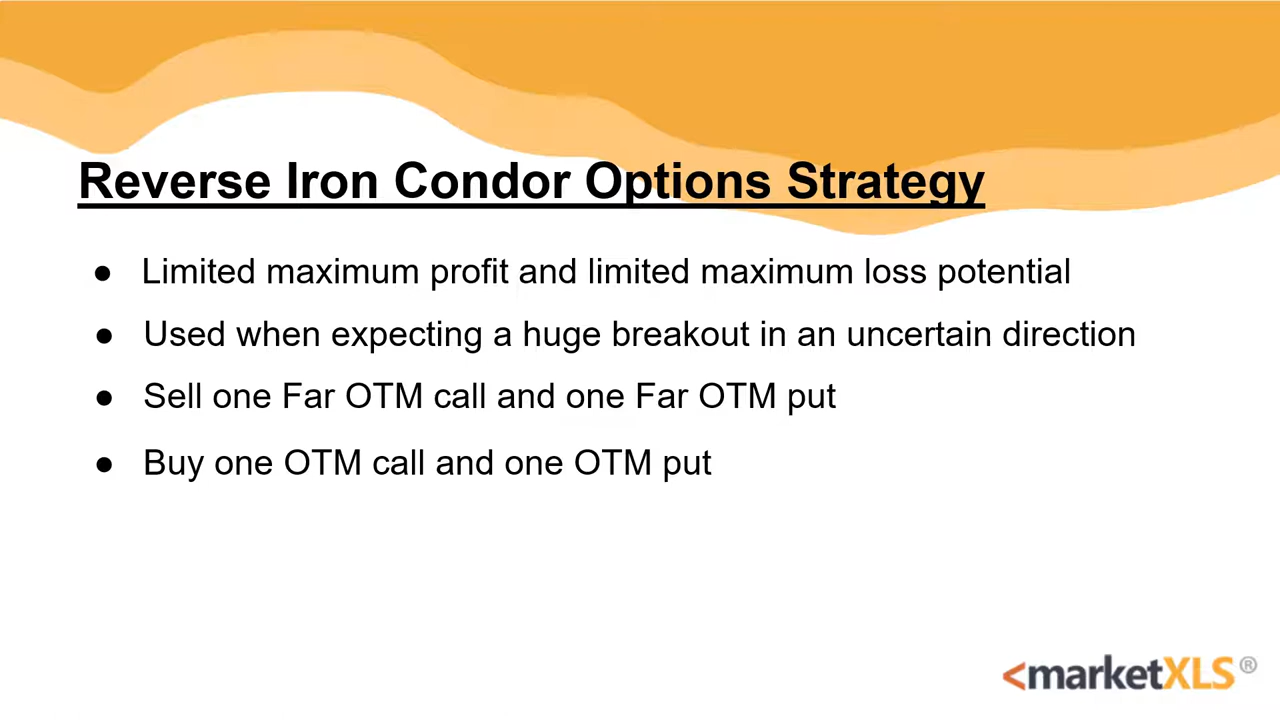 Reverse Iron Condor Options Strategy
● Limited maximum profit and limited maximum loss potential
● Used when expecting a huge breakout in an uncertain direction
● Sell one Far OTM call and one Far OTM put
● Buy one OTM call and one OTM put
<marketXLS®